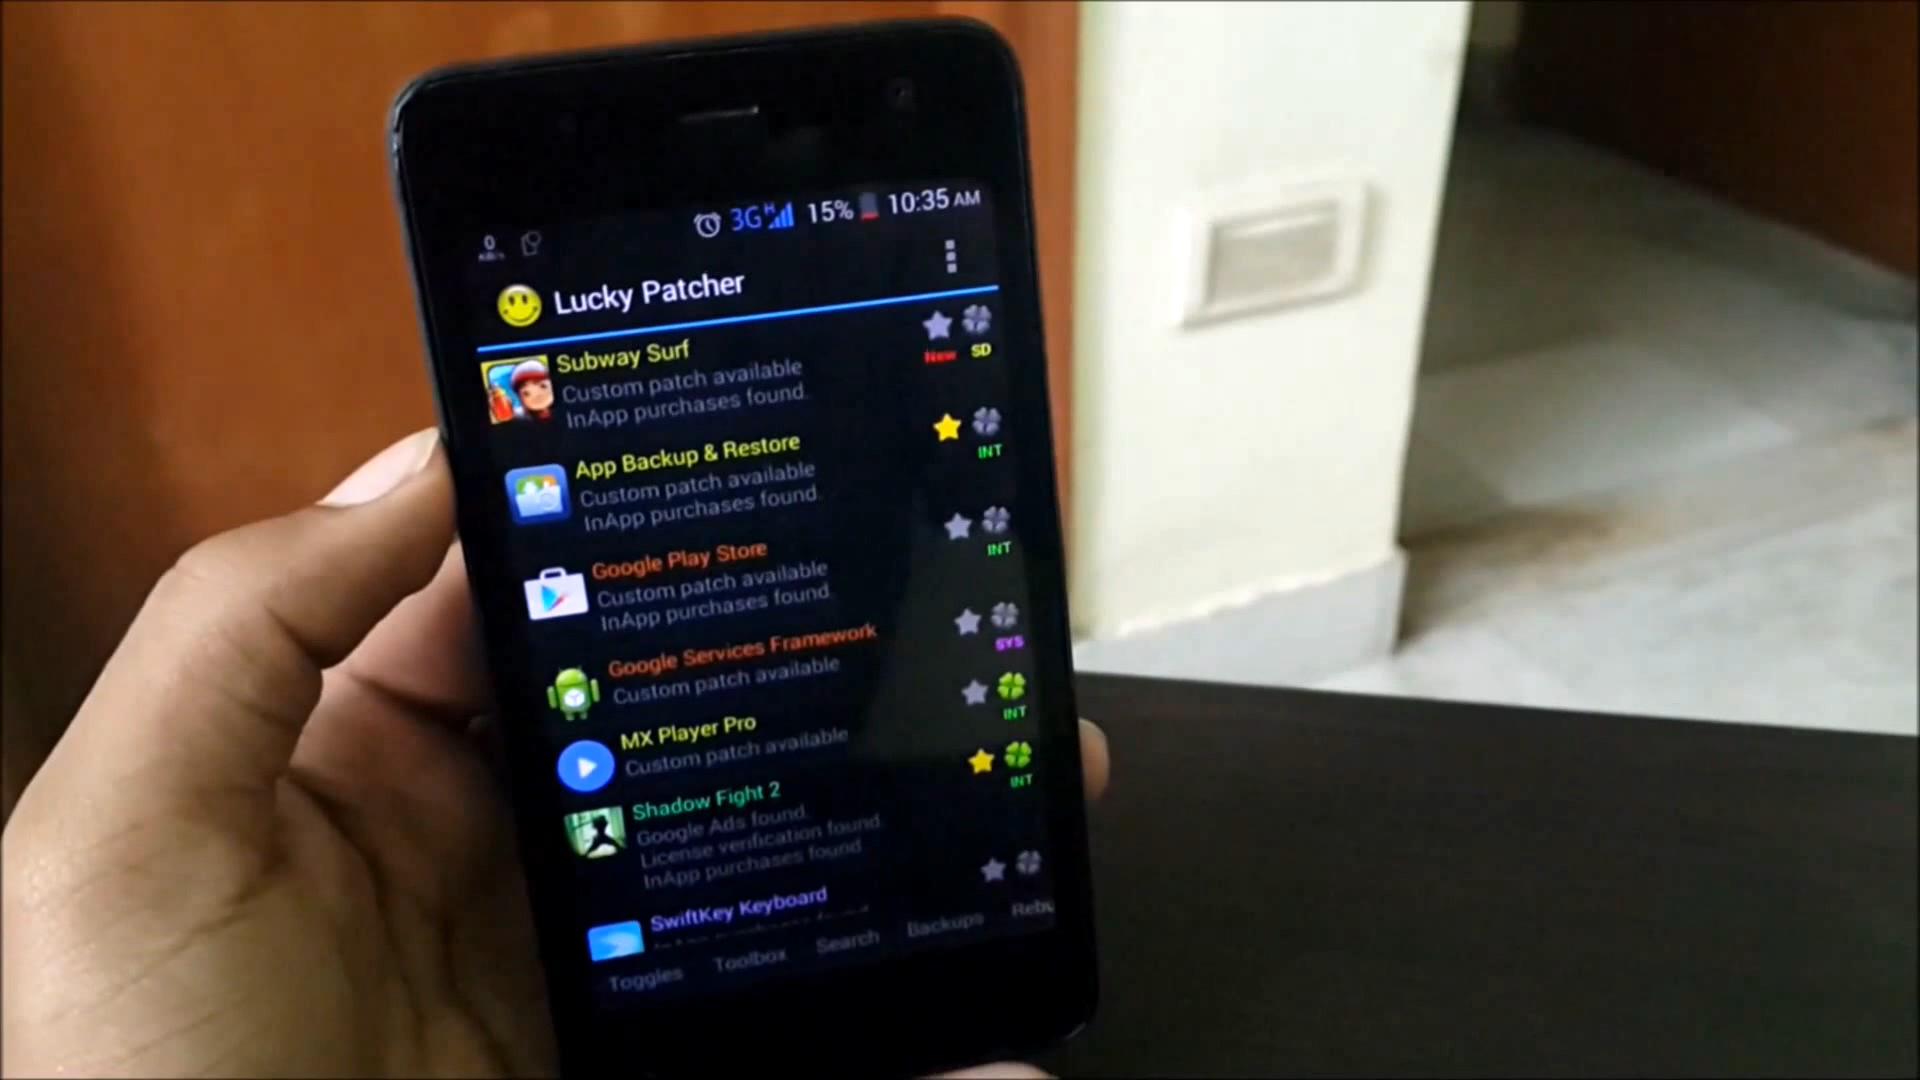 0
3G H 15% 10:35 AM
Lucky Patcher
Subway Surf
Custom patch available
InApp purchases found.
New SD
App Backup & Restore
Custom patch available
InApp purchases found.
INT
Google Play Store
Custom patch available
InApp purchases found.
INT
Google Services Framework
Custom patch available
SYS
MX Player Pro
Custom patch available
INT
Shadow Fight 2
Google Ads found.
License verification found.
InApp purchases found.
INT
SwiftKey Keyboard
Toggles Toolbox Search Backups Rebu